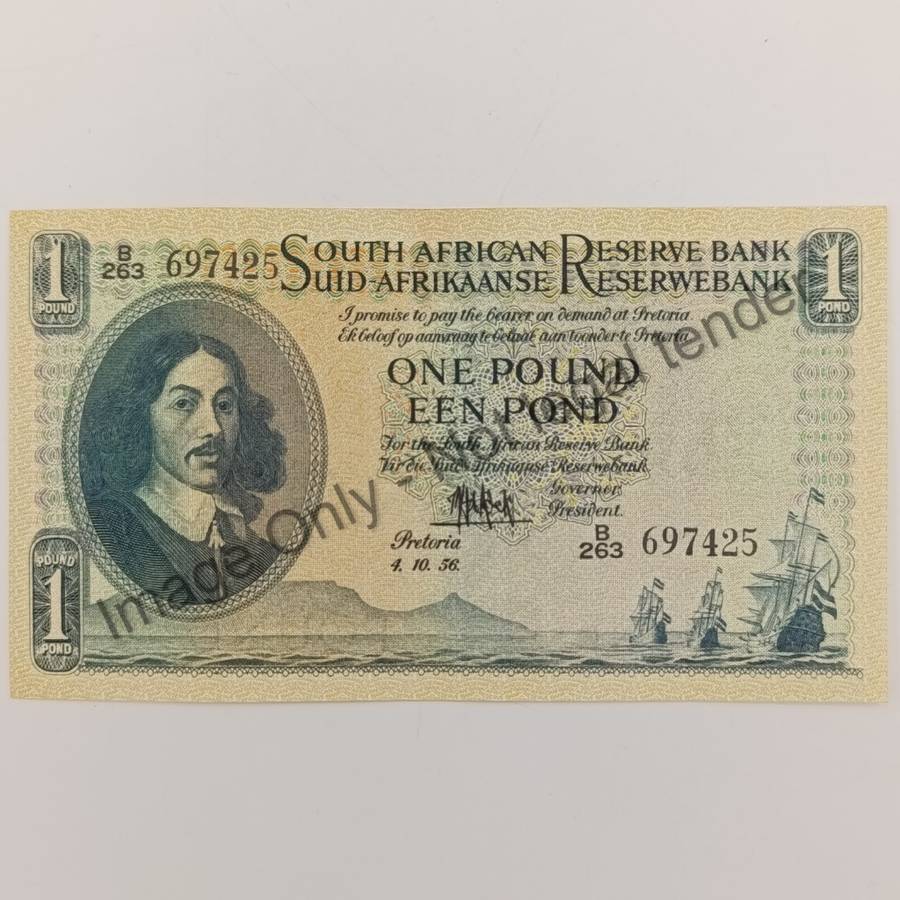 1
POUND
B
263 697425
SOUTH AFRICAN RESERVE BANK
SUID-AFRIKAANSE RESERWEBANK
1
POND
I promise to pay the bearer on demand at Pretoria.
Ek beloof op aanvraag te betaal aan toonder te Pretoria
ONE POUND
EEN POND
For the South African Reserve Bank.
Vir die Suid-Afrikaanse Reserwebank.
Governor.
President.
Pretoria
4. 10. 56.
B
263 697425
POUND
1
POND
Image Only - Not legal tender